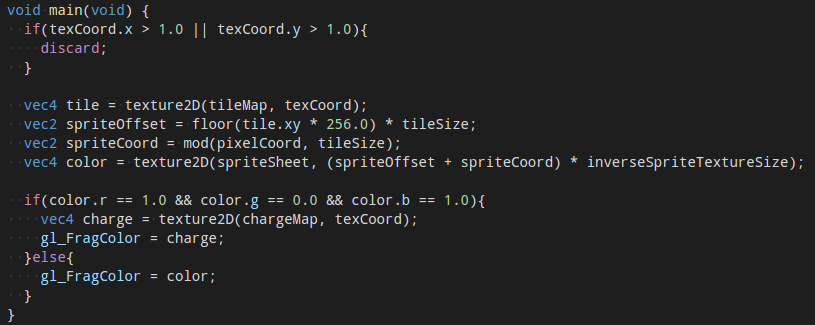 void main(void) {
  if(texCoord.x > 1.0 || texCoord.y > 1.0){
    discard;
  }

  vec4 tile = texture2D(tileMap, texCoord);
  vec2 spriteOffset = floor(tile.xy * 256.0) * tileSize;
  vec2 spriteCoord = mod(pixelCoord, tileSize);
  vec4 color = texture2D(spriteSheet, (spriteOffset + spriteCoord) * inverseSpriteTextureSize);

  if(color.r == 1.0 && color.g == 0.0 && color.b == 1.0){
    vec4 charge = texture2D(chargeMap, texCoord);
    gl_FragColor = charge;
  }else{
    gl_FragColor = color;
  }
}